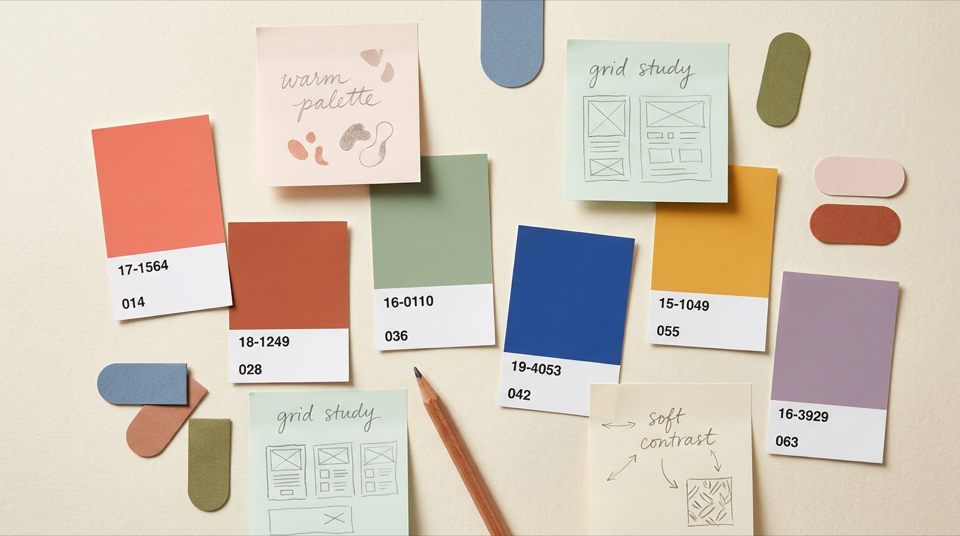 warm
palette
grid study
17-1564
014
18-1249
028
16-0110
036
19-4053
042
15-1049
055
16-3929
063
grid study
soft
contrast